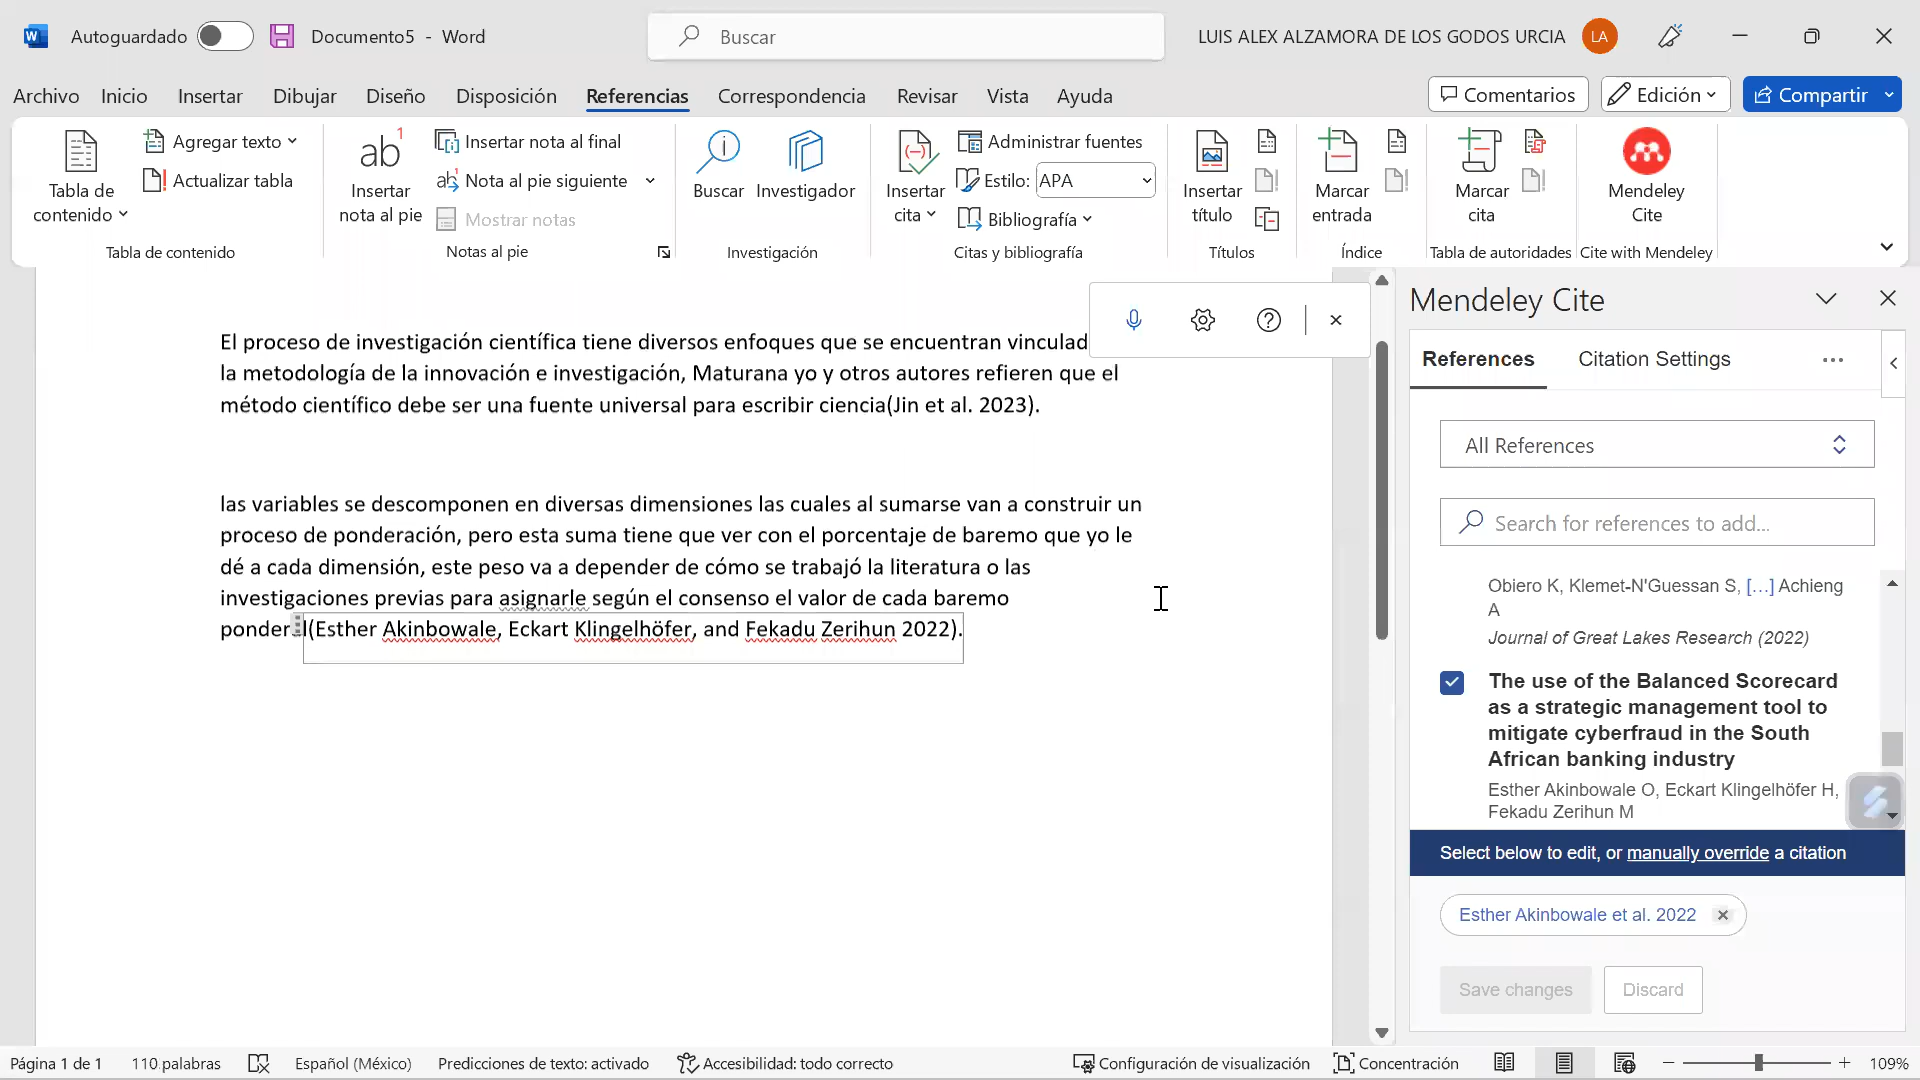 Autoguardado
Documento5 - Word
Buscar
LUIS ALEX ALZAMORA DE LOS GODOS URCIA
LA
Archivo Inicio Insertar Dibujar Diseño Disposición Referencias Correspondencia Revisar Vista Ayuda
Comentarios
Edición
Compartir
Tabla de
contenido
Agregar texto
Actualizar tabla
Tabla de contenido
ab 1
Insertar
nota al pie
Insertar nota al final
Nota al pie siguiente
Mostrar notas
Notas al pie
Buscar
Investigador
Investigación
Insertar
cita
Administrar fuentes
Estilo: APA
Bibliografía
Citas y bibliografía
Insertar
título
Títulos
Marcar
entrada
Índice
Marcar
cita
Tabla de autoridades
Mendeley
Cite
Cite with Mendeley
El proceso de investigación científica tiene diversos enfoques que se encuentran vinculad
la metodología de la innovación e investigación, Maturana yo y otros autores refieren que el
método científico debe ser una fuente universal para escribir ciencia(Jin et al. 2023).
las variables se descomponen en diversas dimensiones las cuales al sumarse van a construir un
proceso de ponderación, pero esta suma tiene que ver con el porcentaje de baremo que yo le
dé a cada dimensión, este peso va a depender de cómo se trabajó la literatura o las
investigaciones previas para asignarle según el consenso el valor de cada baremo
(Esther Akinbowale, Eckart Klingelhöfer, and Fekadu Zerihun 2022).
Mendeley Cite
References
Citation Settings
All References
Search for references to add...
Obiero K, Klemet-N'Guessan S, [...] Achieng
A
Journal of Great Lakes Research (2022)
The use of the Balanced Scorecard
as a strategic management tool to
mitigate cyberfraud in the South
African banking industry
Esther Akinbowale O, Eckart Klingelhöfer H,
Fekadu Zerihun M
Select below to edit, or manually override a citation
Esther Akinbowale et al. 2022
Save changes
Discard
Página 1 de 1
110 palabras
Español (México)
Predicciones de texto: activado
Accesibilidad: todo correcto
Configuración de visualización
Concentración
109%